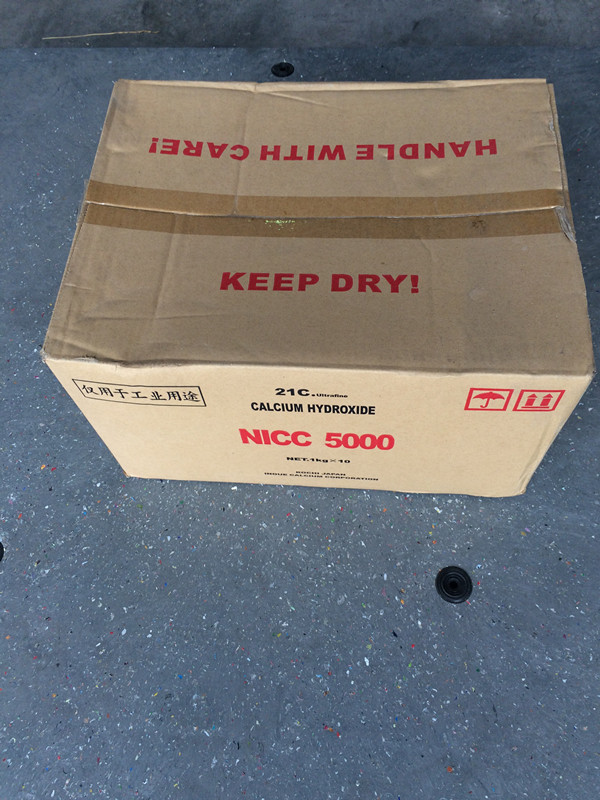 HANDLE WITH CARE!
KEEP DRY!
仅用于工业用途
21C. Ultrafine
CALCIUM HYDROXIDE
NICC 5000
NET.1kg×10
KOCHI JAPAN
INOUE CALCIUM CORPORATION